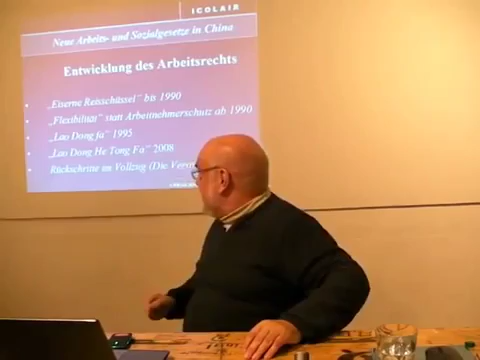 ICOLAIR
Neue Arbeits- und Sozialgesetze in China
Entwicklung des Arbeitsrechts
„Eiserne Reisschüssel" bis 1990
„Flexibilität" statt Arbeitnehmerschutz ab 1990
„Lao Dong fa" 1995
„Lao Dong He Tong Fa" 2008
Rückschritte im Vollzug (Die